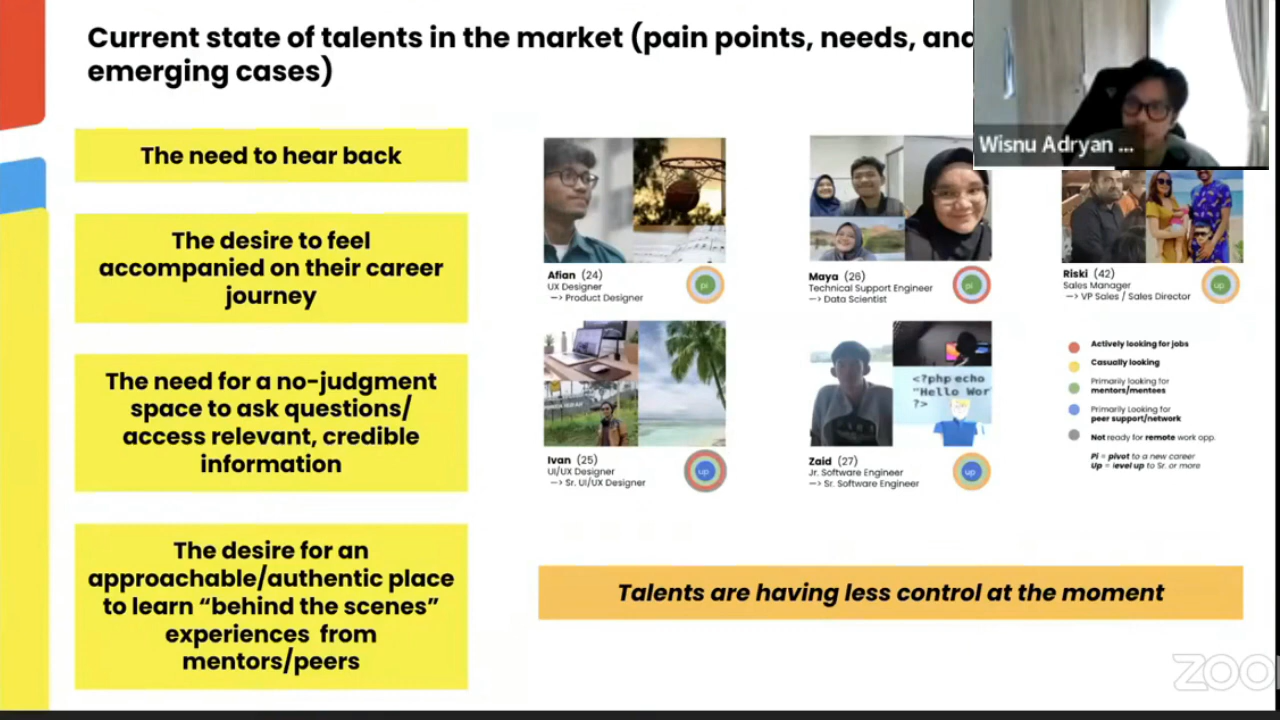 Current state of talents in the market (pain points, needs, and
emerging cases)
Wisnu Adryan ...
The need to hear back
The desire to feel
accompanied on their career
journey
The need for a no-judgment
space to ask questions/
access relevant, credible
information
The desire for an
approachable/authentic place
to learn “behind the scenes”
experiences from
mentors/peers
Afian (24)
UX Designer
—> Product Designer
pi
Maya (26)
Technical Support Engineer
—> Data Scientist
pi
Riski (42)
Sales Manager
—> VP Sales / Sales Director
up
Ivan (25)
UI/UX Designer
—> Sr. UI/UX Designer
up
<?php echo
"Hello Wor
?>
Zaid (27)
Jr. Software Engineer
—> Sr. Software Engineer
up
Actively looking for jobs
Casually looking
Primarily looking for
mentors/mentees
Primarily Looking for
peer support/network
Not ready for remote work opp.
Pi = pivot to a new career
Up = level up to Sr. or more
Talents are having less control at the moment
zoo